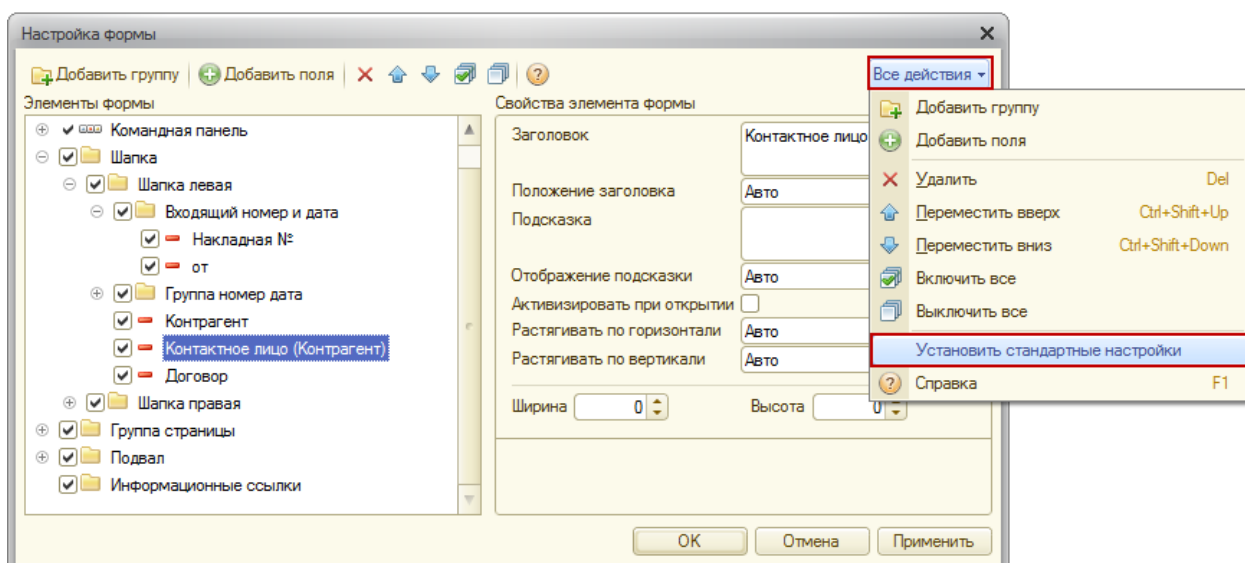 Настройка формы
Добавить группу Добавить поля Все действия
Элементы формы
Командная панель
Шапка
Шапка левая
Входящий номер и дата
Накладная №
от
Группа номер дата
Контрагент
Контактное лицо (Контрагент)
Договор
Шапка правая
Группа страницы
Подвал
Информационные ссылки
Свойства элемента формы
Заголовок Контактное лицо
Положение заголовка Авто
Подсказка
Отображение подсказки Авто
Активизировать при открытии
Растягивать по горизонтали Авто
Растягивать по вертикали Авто
Ширина 0 Высота 0
Добавить группу
Добавить поля
Удалить Del
Переместить вверх Ctrl+Shift+Up
Переместить вниз Ctrl+Shift+Down
Включить все
Выключить все
Установить стандартные настройки
Справка F1
OK Отмена Применить